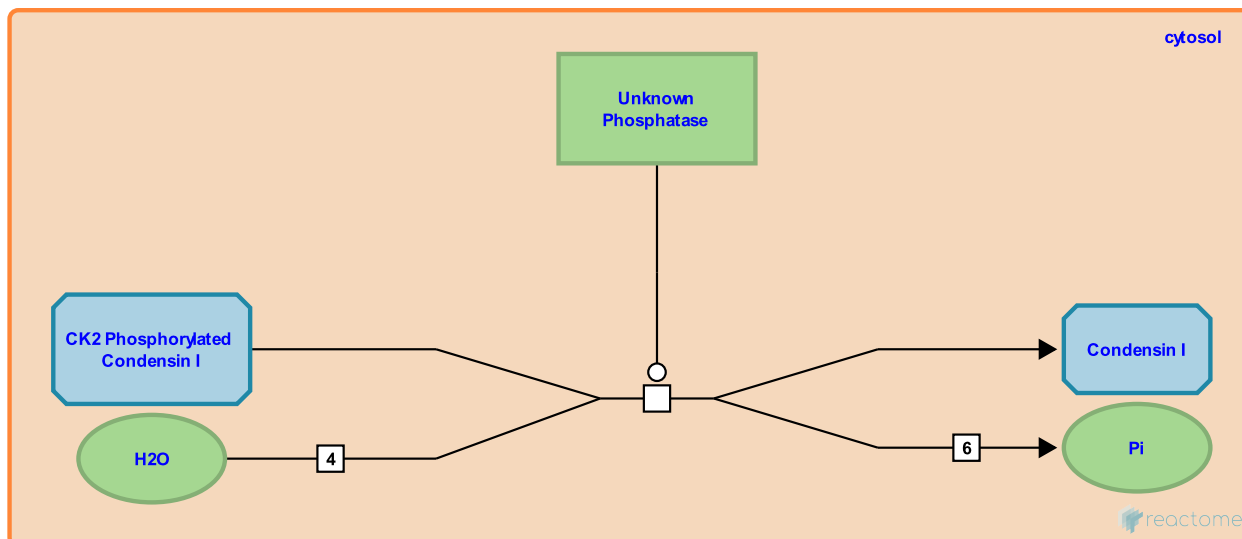 cytosol
Unknown
Phosphatase
CK2 Phosphorylated
Condensin I
Condensin I
H2O
4
6
Pi
reactome